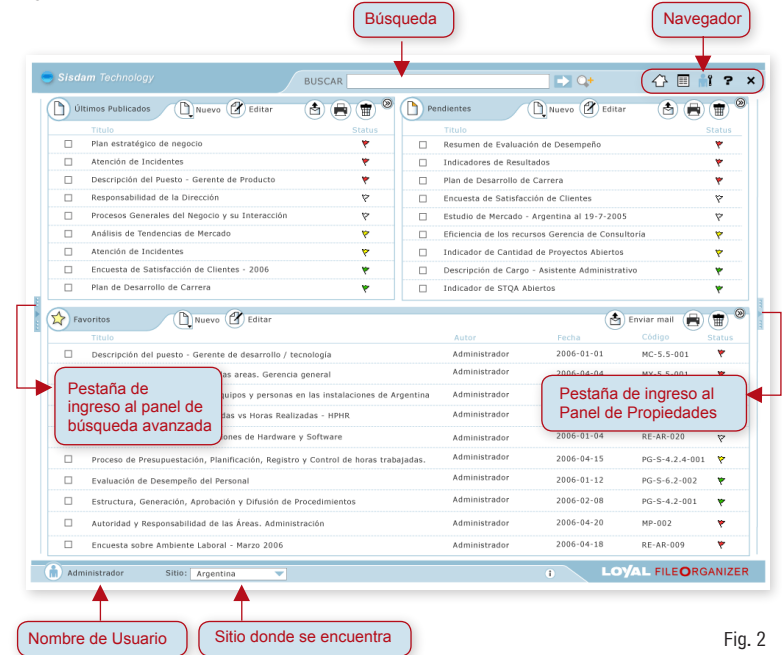 Búsqueda
Navegador
Sisdam Technology
BUSCAR
? ×
Últimos Publicados Nuevo Editar
Titulo Status
Plan estratégico de negocio
Atención de Incidentes
Descripción del Puesto - Gerente de Producto
Responsabilidad de la Dirección
Procesos Generales del Negocio y su Interacción
Análisis de Tendencias de Mercado
Atención de Incidentes
Encuesta de Satisfacción de Clientes - 2006
Plan de Desarrollo de Carrera
Pendientes Nuevo Editar
Titulo Status
Resumen de Evaluación de Desempeño
Indicadores de Resultados
Plan de Desarrollo de Carrera
Encuesta de Satisfacción de Clientes
Estudio de Mercado - Argentina al 19-7-2005
Eficiencia de los recursos Gerencia de Consultoría
Indicador de Cantidad de Proyectos Abiertos
Descripción de Cargo - Asistente Administrativo
Indicador de STQA Abiertos
Favoritos Nuevo Editar Enviar mail
Titulo Autor Fecha Código Status
Descripción del puesto - Gerente de desarrollo / tecnología Administrador 2006-01-01 MC-5.5-001
as areas. Gerencia general Administrador 2006-04-04 MX-5.5-001
quipos y personas en las instalaciones de Argentina Administrador
das vs Horas Realizadas - HPHR Administrador
ones de Hardware y Software Administrador 2006-01-04 RE-AR-020
Proceso de Presupuestación, Planificación, Registro y Control de horas trabajadas. Administrador 2006-04-15 PG-S-4.2.4-001
Evaluación de Desempeño del Personal Administrador 2006-01-12 PG-S-6.2-002
Estructura, Generación, Aprobación y Difusión de Procedimientos Administrador 2006-02-08 PG-S-4.2-001
Autoridad y Responsabilidad de las Áreas. Administración Administrador 2006-04-20 MP-002
Encuesta sobre Ambiente Laboral - Marzo 2006 Administrador 2006-04-18 RE-AR-009
Pestaña de
ingreso al panel de
búsqueda avanzada
Pestaña de ingreso al
Panel de Propiedades
Administrador Sitio: Argentina i LOYAL FILEORGANIZER
Nombre de Usuario
Sitio donde se encuentra
Fig. 2